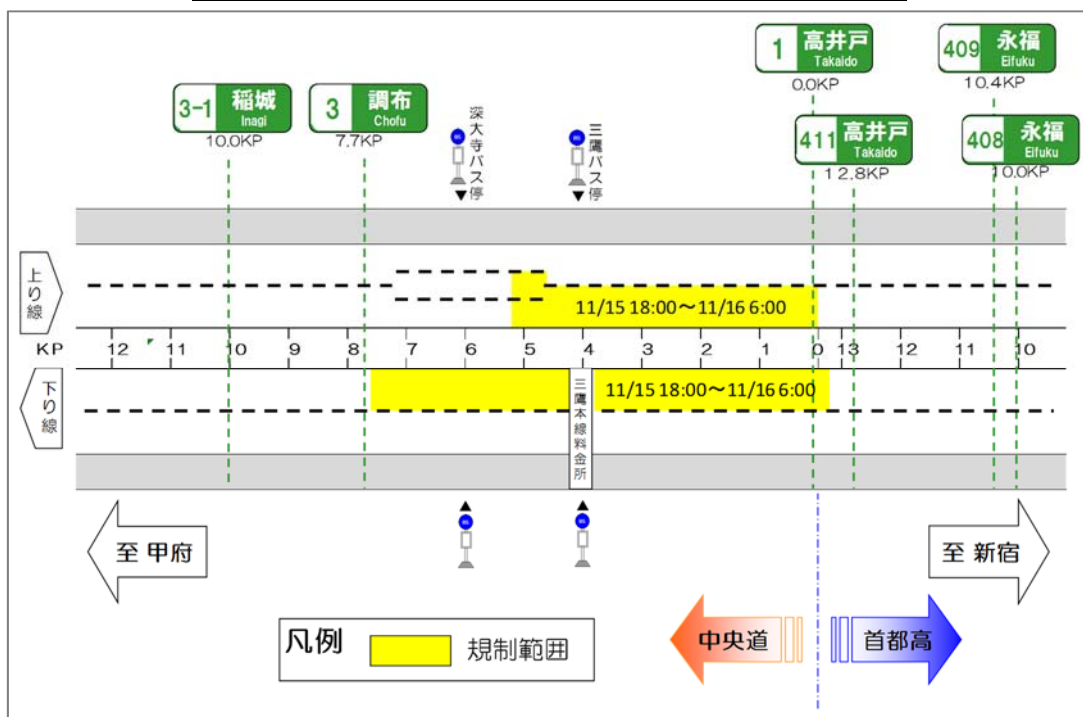 1 高井戸
Takaido
0.0KP
409 永福
Eifuku
10.4KP
3-1 稲城
Inagi
10.0KP
3 調布
Chofu
7.7KP
深大寺バス停
三鷹バス停
411 高井戸
Takaido
12.8KP
408 永福
Eifuku
10.0KP
上り線
11/15 18:00～11/16 6:00
KP 12 11 10 9 8 7 6 5 4 3 2 1 0 13 12 11 10
下り線
三鷹本線料金所
11/15 18:00～11/16 6:00
至 甲府
至 新宿
中央道
首都高
凡例
規制範囲